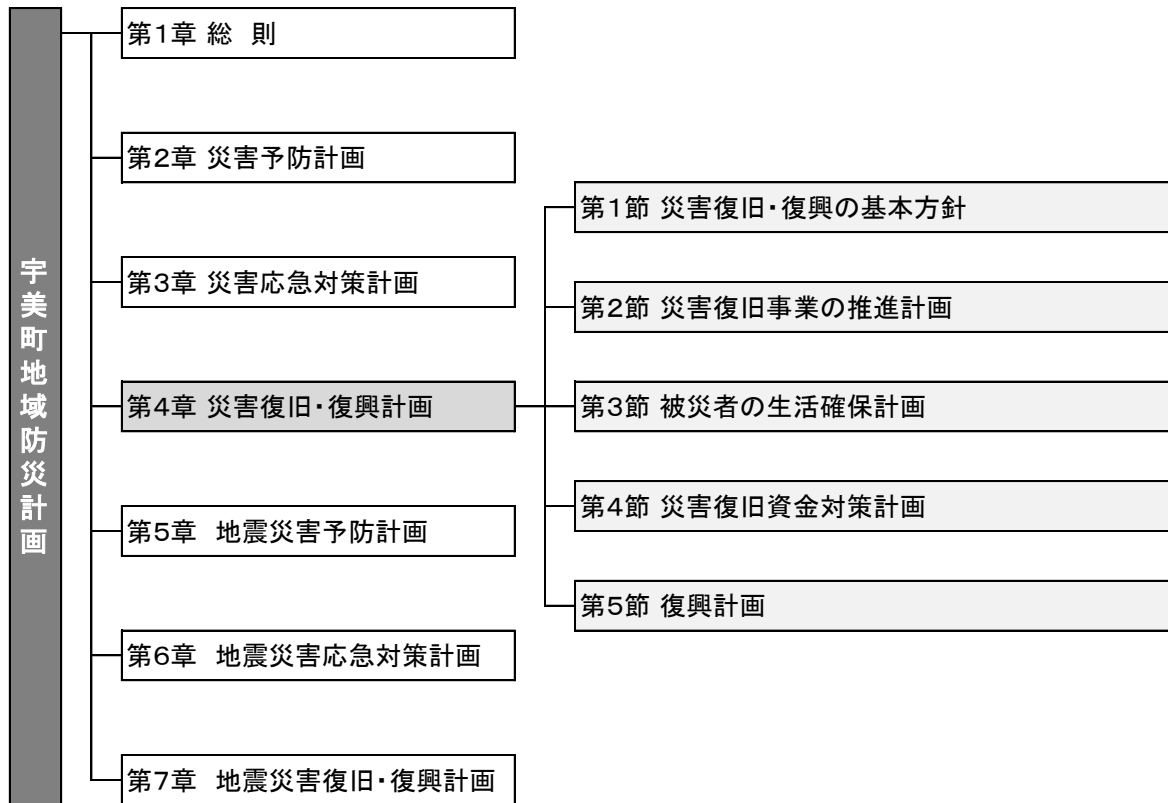 宇美町地域防災計画
第1章 総　則
第2章 災害予防計画
第3章 災害応急対策計画
第4章 災害復旧・復興計画
第5章　地震災害予防計画
第6章　地震災害応急対策計画
第7章　地震災害復旧・復興計画
第1節 災害復旧・復興の基本方針
第2節 災害復旧事業の推進計画
第3節 被災者の生活確保計画
第4節 災害復旧資金対策計画
第5節 復興計画